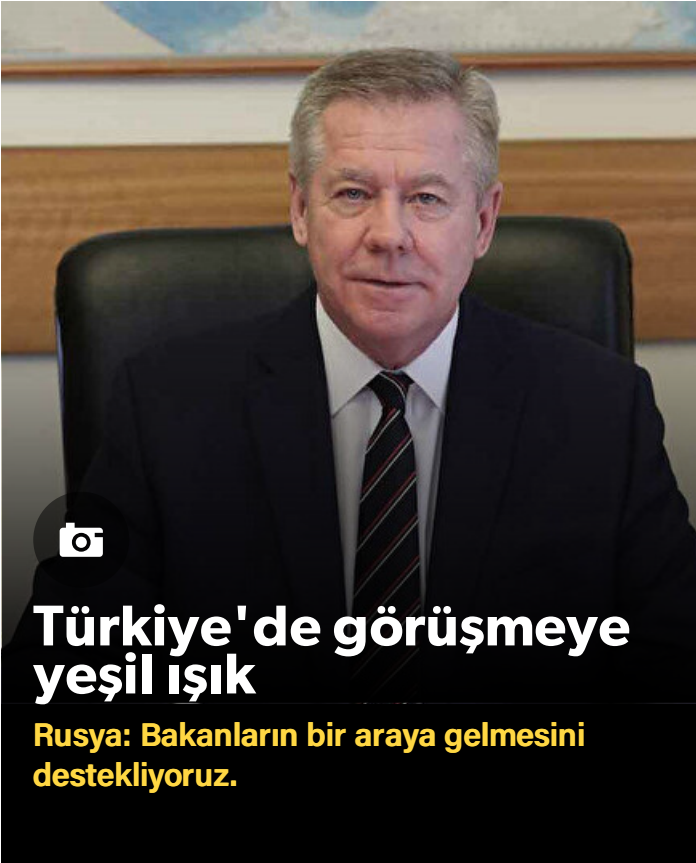 Türkiye'de görüşmeye
yeşil ışık
Rusya: Bakanların bir araya gelmesini
destekliyoruz.